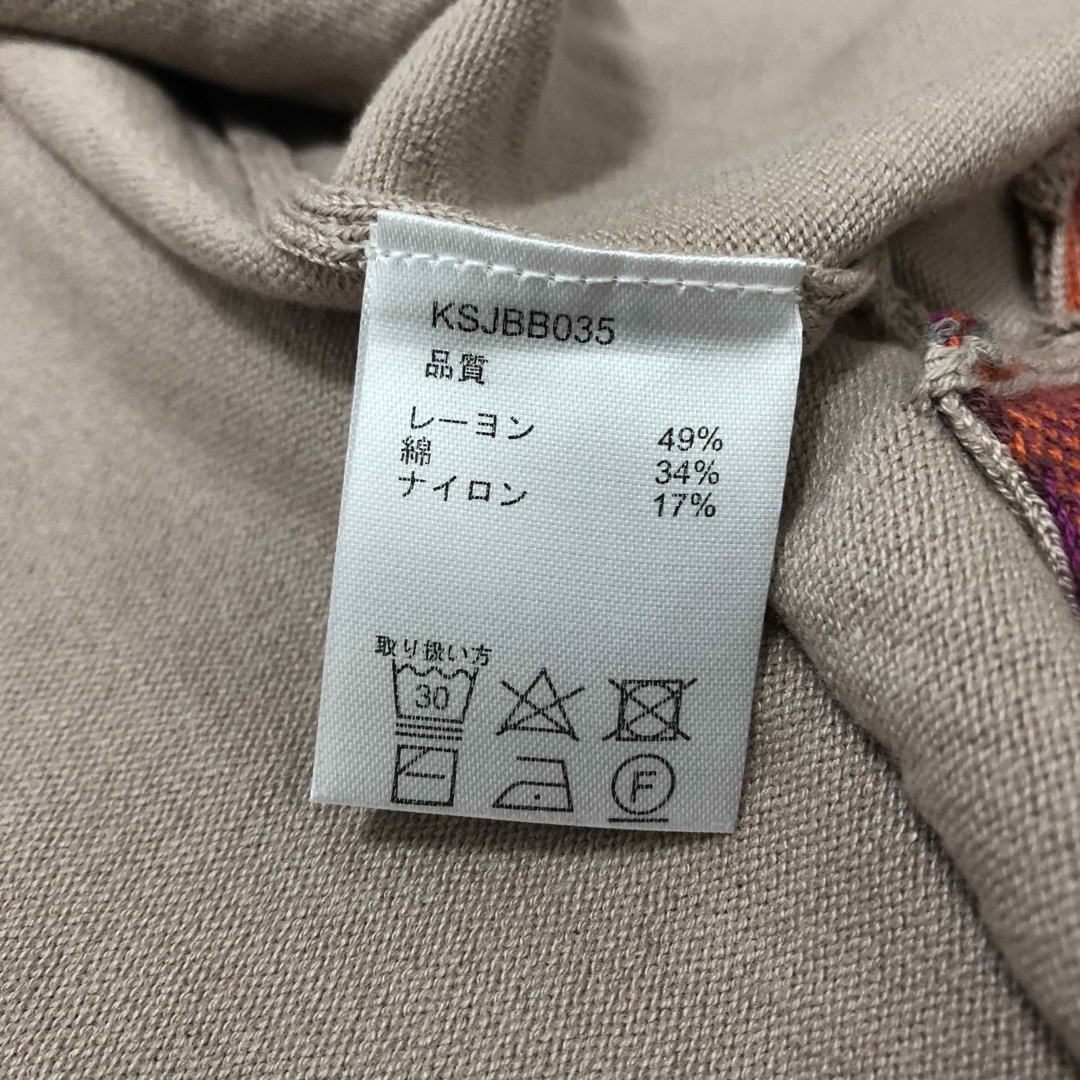 KSJBB035
品質
レーヨン 49%
綿 34%
ナイロン 17%
取り扱い方
30
F